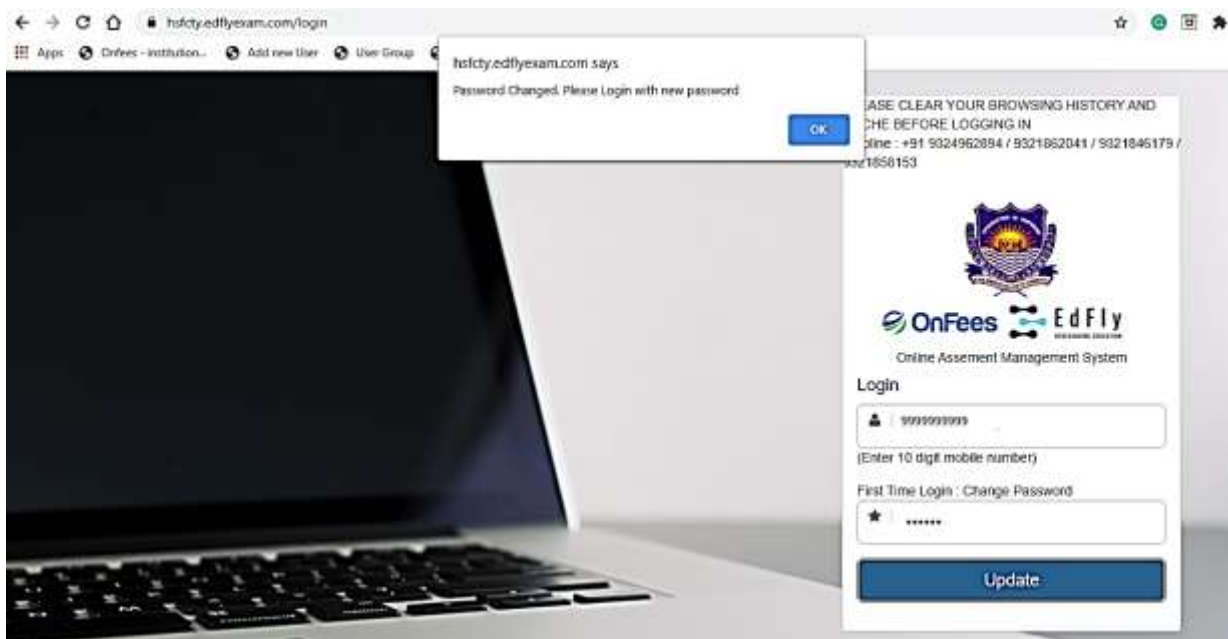 hsfcty.edflyexam.com/login
Apps
Onfees - institution...
Add new User
User Group
hsfcty.edflyexam.com says
Password Changed. Please Login with new password
OK
EASE CLEAR YOUR BROWSING HISTORY AND
CHE BEFORE LOGGING IN
pline : +91 9324962894 / 9321862041 / 9321846179 /
9321858153
OnFees EdFly
Online Assement Management System
Login
9999999999
(Enter 10 digit mobile number)
First Time Login : Change Password
Update